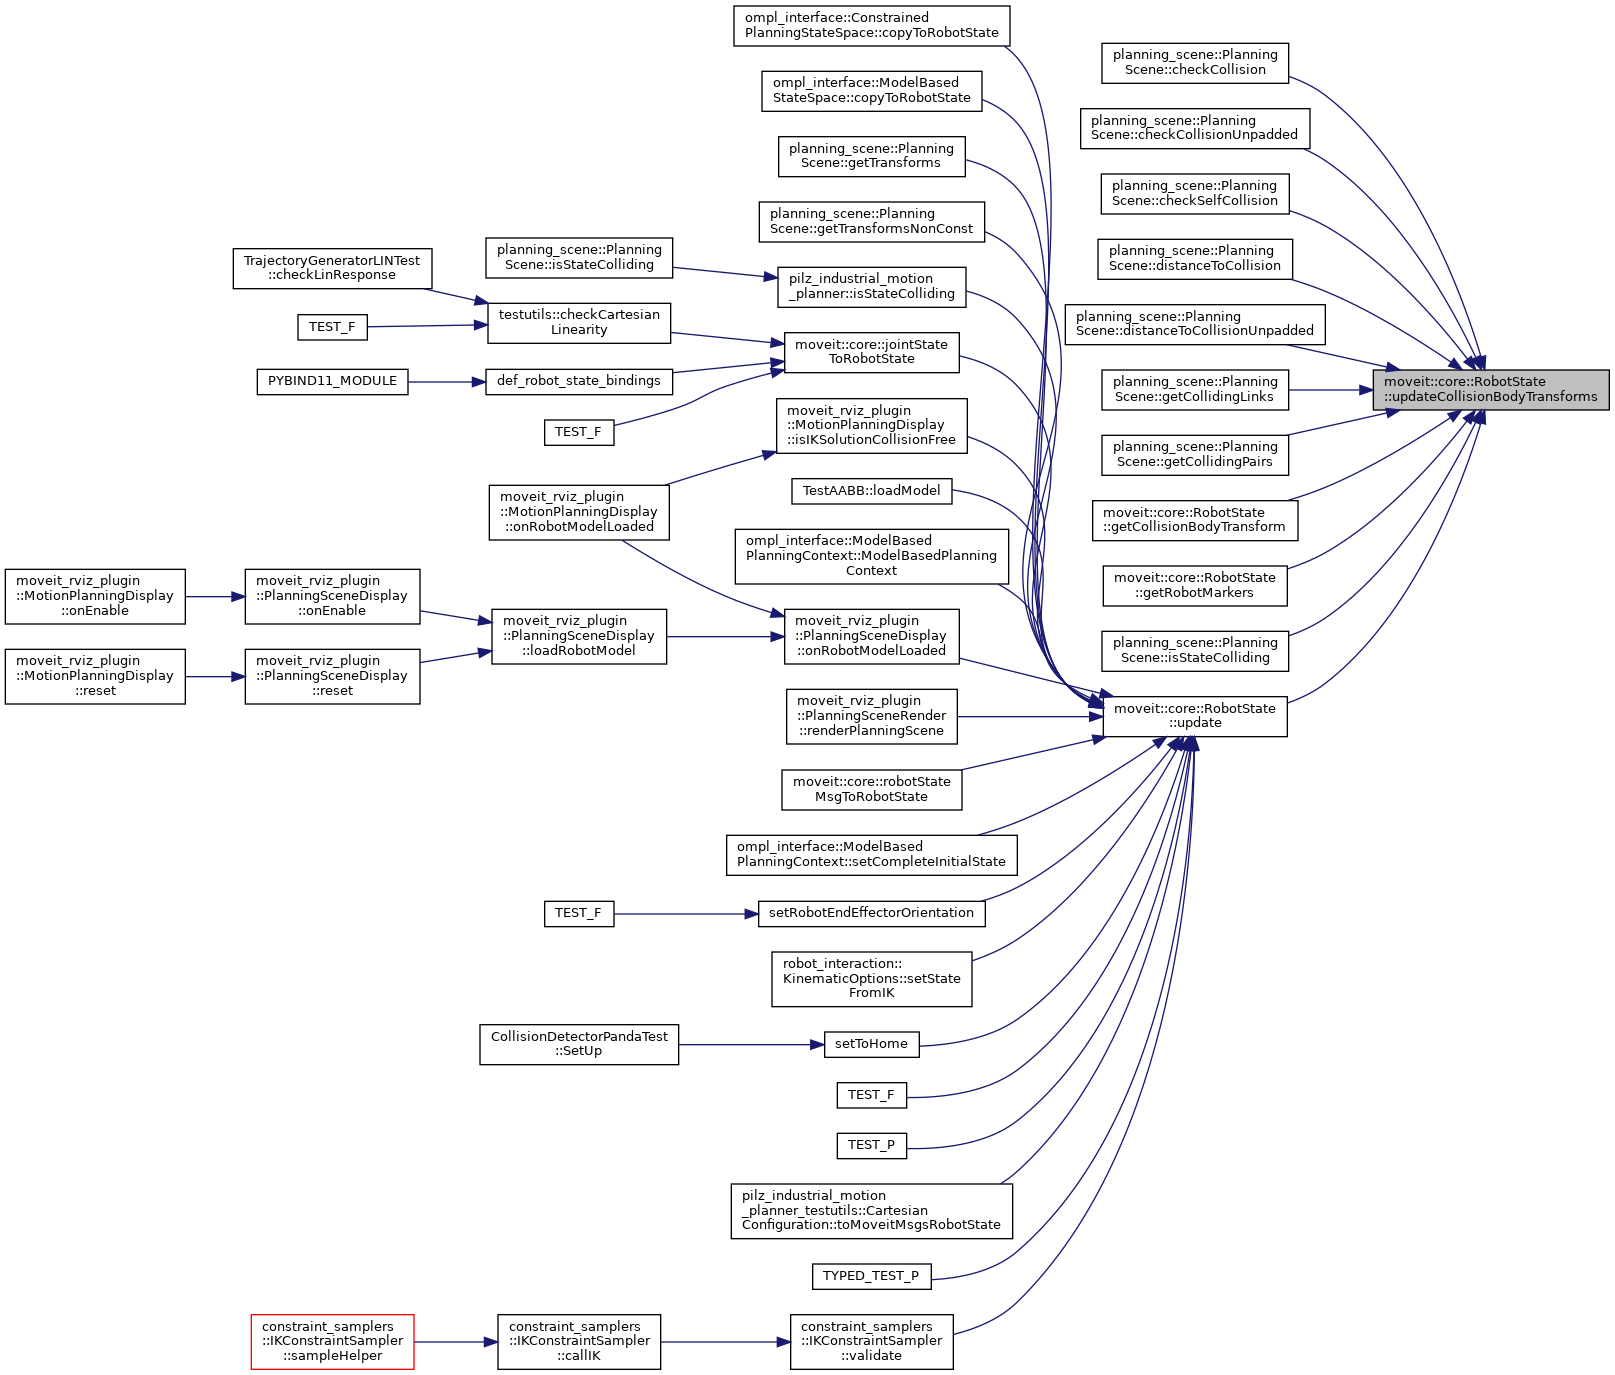 ompl_interface::Constrained
PlanningStateSpace::copyToRobotState
ompl_interface::ModelBased
StateSpace::copyToRobotState
planning_scene::Planning
Scene::getTransforms
planning_scene::Planning
Scene::getTransformsNonConst
planning_scene::Planning
Scene::isStateColliding
pilz_industrial_motion
_planner::isStateColliding
TrajectoryGeneratorLINTest
::checkLinResponse
TEST_F
testutils::checkCartesian
Linearity
moveit::core::jointState
ToRobotState
PYBIND11_MODULE
def_robot_state_bindings
TEST_F
moveit_rviz_plugin
::MotionPlanningDisplay
::isIKSolutionCollisionFree
moveit_rviz_plugin
::MotionPlanningDisplay
::onRobotModelLoaded
TestAABB::loadModel
ompl_interface::ModelBased
PlanningContext::ModelBasedPlanning
Context
moveit_rviz_plugin
::MotionPlanningDisplay
::onEnable
moveit_rviz_plugin
::PlanningSceneDisplay
::onEnable
moveit_rviz_plugin
::PlanningSceneDisplay
::loadRobotModel
moveit_rviz_plugin
::PlanningSceneDisplay
::onRobotModelLoaded
moveit_rviz_plugin
::MotionPlanningDisplay
::reset
moveit_rviz_plugin
::PlanningSceneDisplay
::reset
moveit_rviz_plugin
::PlanningSceneRender
::renderPlanningScene
moveit::core::robotState
MsgToRobotState
ompl_interface::ModelBased
PlanningContext::setCompleteInitialState
TEST_F
setRobotEndEffectorOrientation
robot_interaction::
KinematicOptions::setState
FromIK
CollisionDetectorPandaTest
::SetUp
setToHome
TEST_F
TEST_P
pilz_industrial_motion
_planner_testutils::Cartesian
Configuration::toMoveitMsgsRobotState
TYPED_TEST_P
constraint_samplers
::IKConstraintSampler
::sampleHelper
constraint_samplers
::IKConstraintSampler
::callIK
constraint_samplers
::IKConstraintSampler
::validate
planning_scene::Planning
Scene::checkCollision
planning_scene::Planning
Scene::checkCollisionUnpadded
planning_scene::Planning
Scene::checkSelfCollision
planning_scene::Planning
Scene::distanceToCollision
planning_scene::Planning
Scene::distanceToCollisionUnpadded
planning_scene::Planning
Scene::getCollidingLinks
planning_scene::Planning
Scene::getCollidingPairs
moveit::core::RobotState
::getCollisionBodyTransform
moveit::core::RobotState
::getRobotMarkers
planning_scene::Planning
Scene::isStateColliding
moveit::core::RobotState
::update
moveit::core::RobotState
::updateCollisionBodyTransforms